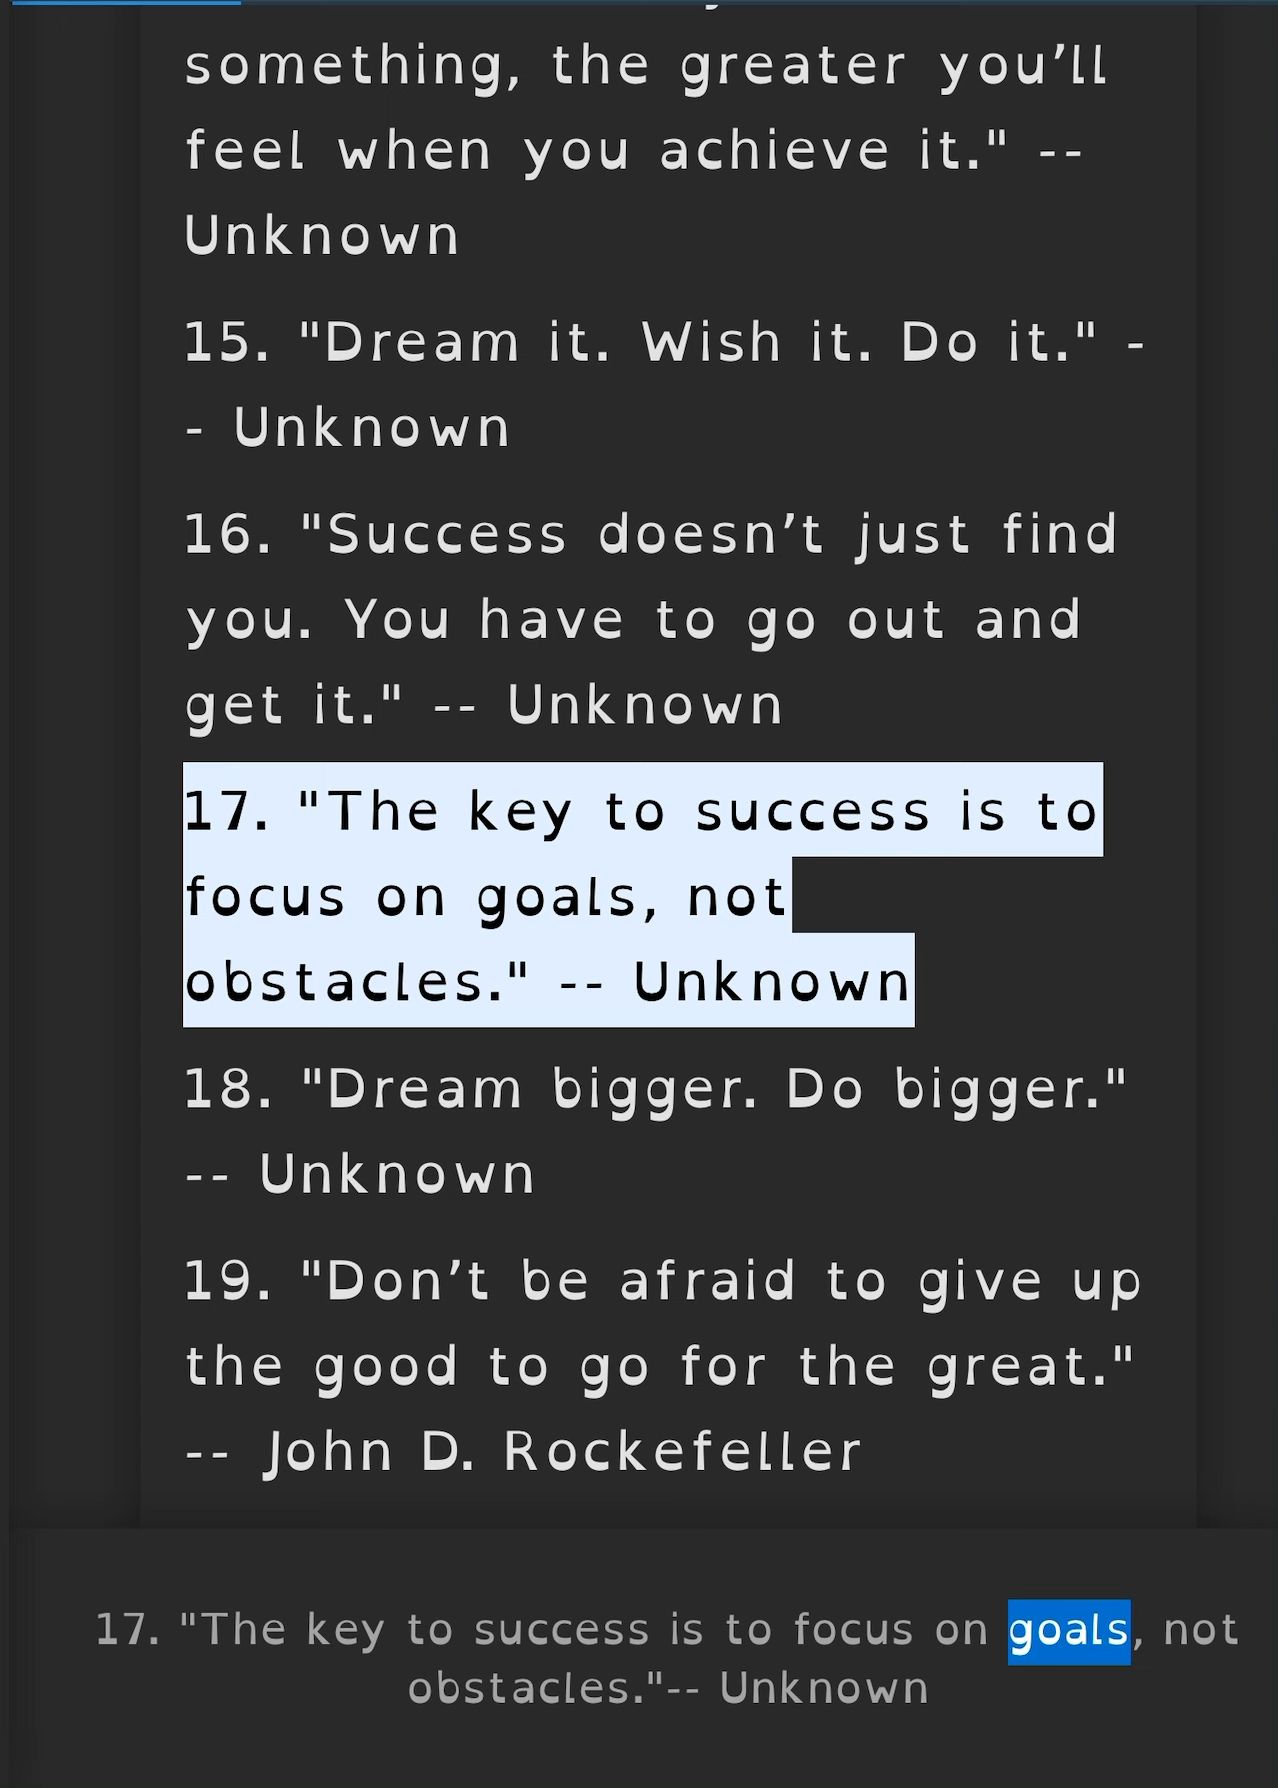 something, the greater you’ll
feel when you achieve it." --
Unknown
15. "Dream it. Wish it. Do it." -
- Unknown
16. "Success doesn’t just find
you. You have to go out and
get it." -- Unknown
17. "The key to success is to
focus on goals, not
obstacles." -- Unknown
18. "Dream bigger. Do bigger."
-- Unknown
19. "Don’t be afraid to give up
the good to go for the great."
-- John D. Rockefeller
17. "The key to success is to focus on goals, not
obstacles."-- Unknown